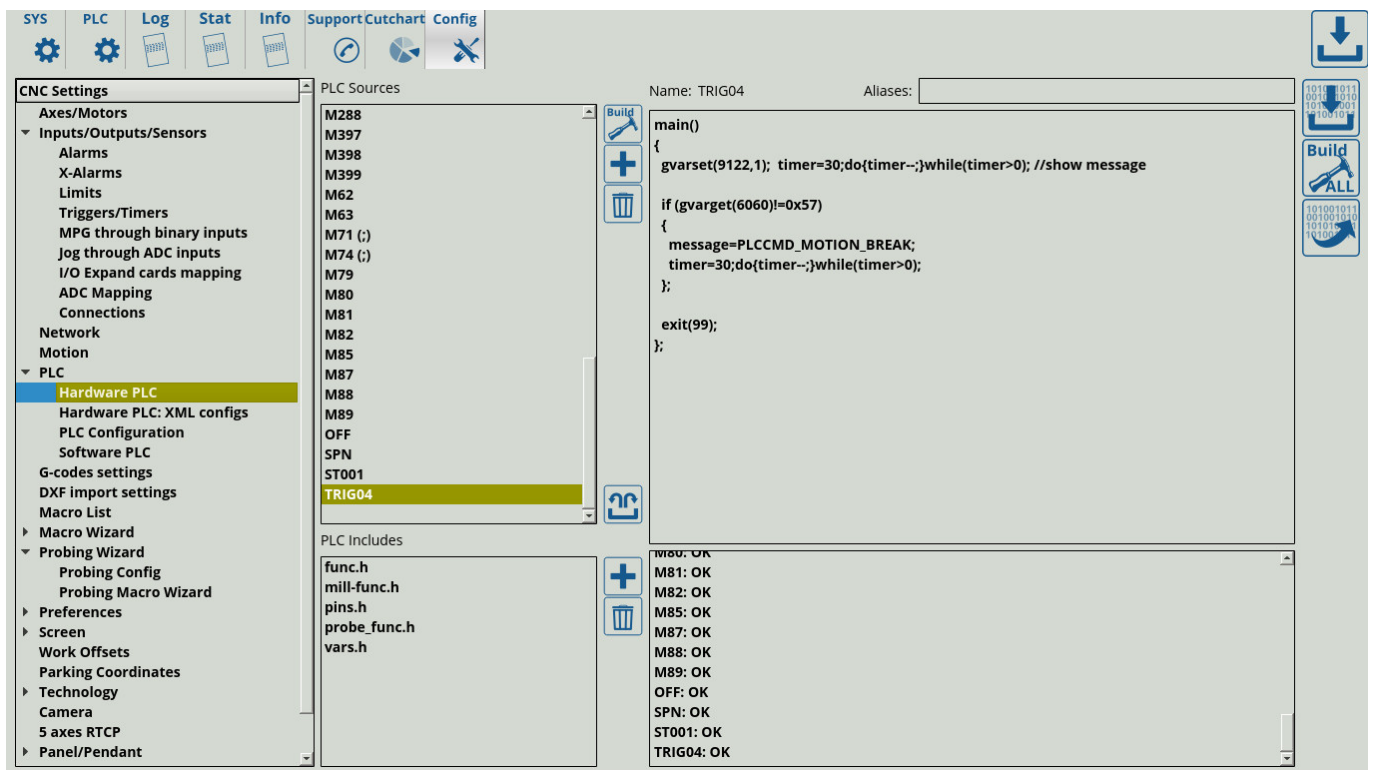 SYS PLC Log Stat Info Support Cutchart Config
CNC Settings
Axes/Motors
Inputs/Outputs/Sensors
Alarms
X-Alarms
Limits
Triggers/Timers
MPG through binary inputs
Jog through ADC inputs
I/O Expand cards mapping
ADC Mapping
Connections
Network
Motion
PLC
Hardware PLC
Hardware PLC: XML configs
PLC Configuration
Software PLC
G-codes settings
DXF import settings
Macro List
Macro Wizard
Probing Wizard
Probing Config
Probing Macro Wizard
Preferences
Screen
Work Offsets
Parking Coordinates
Technology
Camera
5 axes RTCP
Panel/Pendant
PLC Sources
M288
M397
M398
M399
M62
M63
M71 (;)
M74 (;)
M79
M80
M81
M82
M85
M87
M88
M89
OFF
SPN
ST001
TRIG04
PLC Includes
func.h
mill-func.h
pins.h
probe_func.h
vars.h
Build
Name: TRIG04 Aliases:
main()
{
gvarset(9122,1); timer=30;do{timer--;}while(timer>0); //show message
if (gvarget(6060)!=0x57)
{
message=PLCCMD_MOTION_BREAK;
timer=30;do{timer--;}while(timer>0);
};
exit(99);
};
M80: OK
M81: OK
M82: OK
M85: OK
M87: OK
M88: OK
M89: OK
OFF: OK
SPN: OK
ST001: OK
TRIG04: OK
Build
ALL